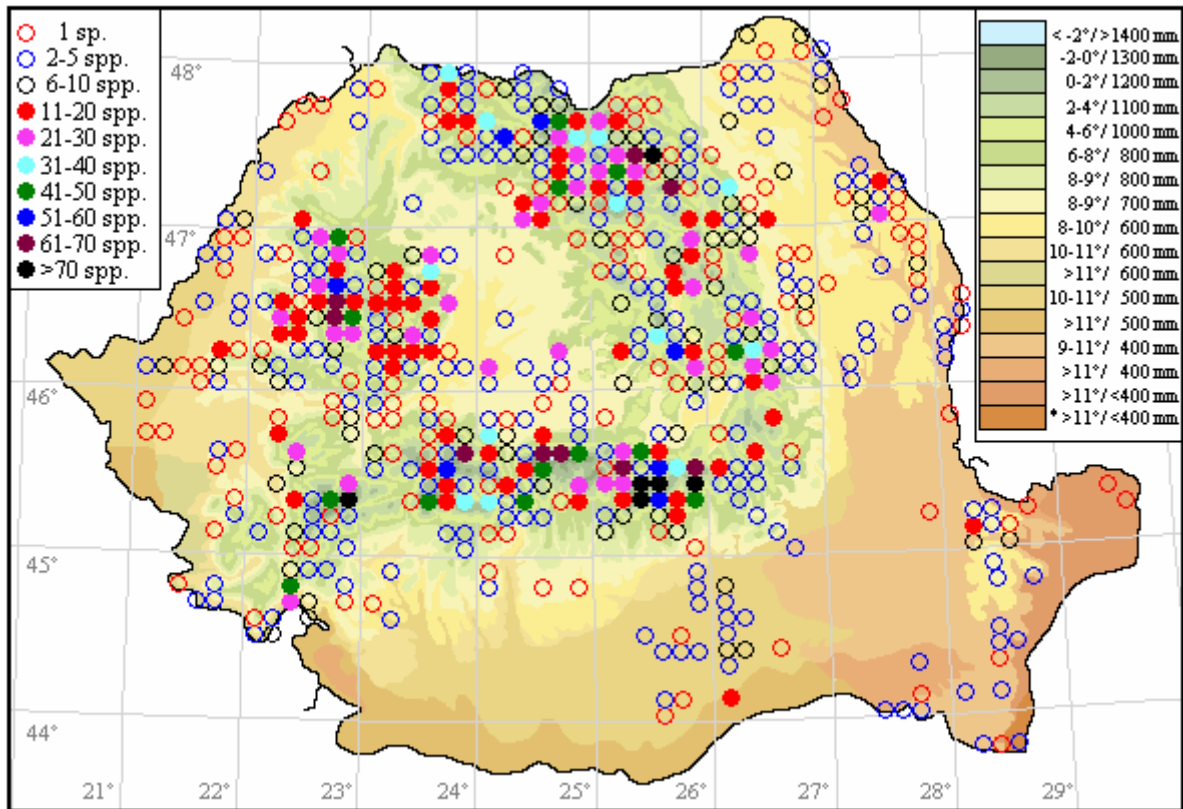 1 sp.
2-5 spp.
6-10 spp.
11-20 spp.
21-30 spp.
31-40 spp.
41-50 spp.
51-60 spp.
61-70 spp.
>70 spp.
< -2°/>1400 mm
-2-0°/ 1300 mm
0-2°/ 1200 mm
2-4°/ 1100 mm
4-6°/ 1000 mm
6-8°/ 800 mm
8-9°/ 800 mm
8-9°/ 700 mm
8-10°/ 600 mm
10-11°/ 600 mm
>11°/ 600 mm
10-11°/ 500 mm
>11°/ 500 mm
9-11°/ 400 mm
>11°/ 400 mm
>11°/<400 mm
* >11°/<400 mm
48°
47°
46°
45°
44°
21°
22°
23°
24°
25°
26°
27°
28°
29°